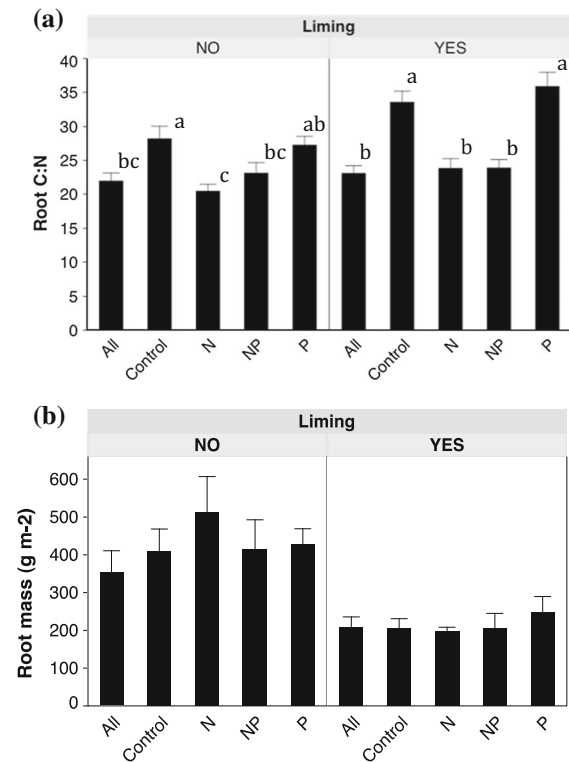 (a)
Liming
NO YES
Root C:N
40
35
30
25
20
15
10
5
0
bc a c bc ab b a b b a
All Control N NP P All Control N NP P
(b)
Liming
NO YES
Root mass (g m-2)
600
500
400
300
200
100
0
All Control N NP P All Control N NP P